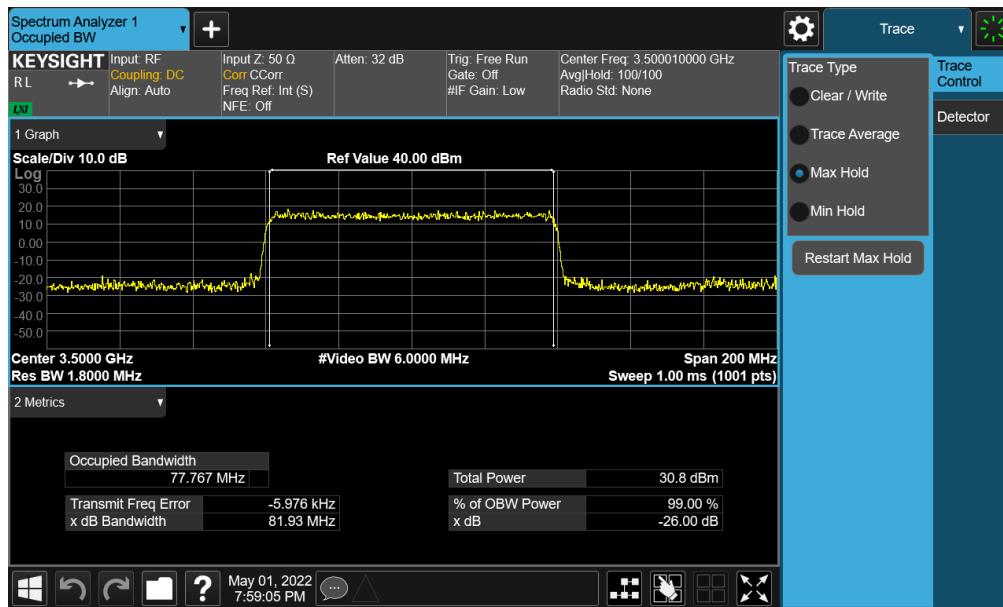 Spectrum Analyzer 1
Occupied BW
+
Trace
KEYSIGHT
R L
LXI
Input: RF
Coupling: DC
Align: Auto
Input Z: 50 Ω
Corr CCorr
Freq Ref: Int (S)
NFE: Off
Atten: 32 dB
Trig: Free Run
Gate: Off
#IF Gain: Low
Center Freq: 3.500010000 GHz
Avg|Hold: 100/100
Radio Std: None
Trace Type
Clear / Write
Trace Average
Max Hold
Min Hold
Restart Max Hold
Trace
Control
Detector
1 Graph
Scale/Div 10.0 dB
Ref Value 40.00 dBm
Log
30.0
20.0
10.0
0.00
-10.0
-20.0
-30.0
-40.0
-50.0
Center 3.5000 GHz
#Video BW 6.0000 MHz
Span 200 MHz
Res BW 1.8000 MHz
Sweep 1.00 ms (1001 pts)
2 Metrics
Occupied Bandwidth
77.767 MHz
Total Power 30.8 dBm
Transmit Freq Error -5.976 kHz
% of OBW Power 99.00 %
x dB Bandwidth 81.93 MHz
x dB -26.00 dB
?
May 01, 2022
7:59:05 PM